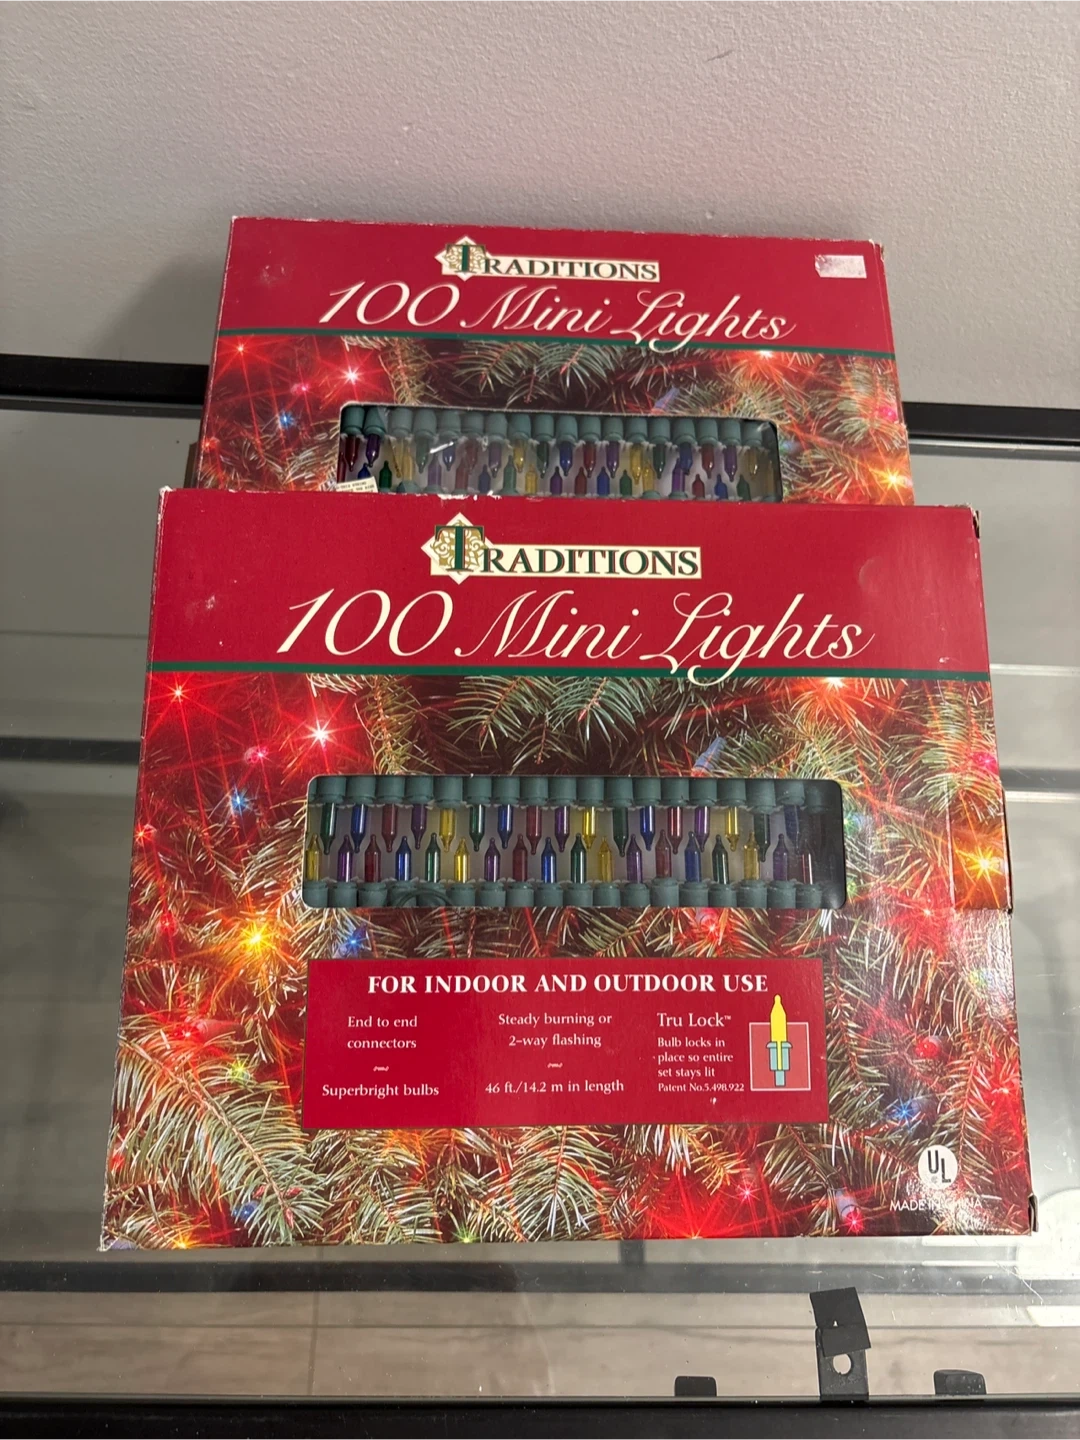 TRADITIONS
100 Mini Lights
TRADITIONS
100 Mini Lights
FOR INDOOR AND OUTDOOR USE
End to end
connectors
Superbright bulbs
Steady burning or
2-way flashing
46 ft./14.2 m in length
Tru Lock™
Bulb locks in
place so entire
set stays lit
Patent No.5,498,922
UL
MADE IN